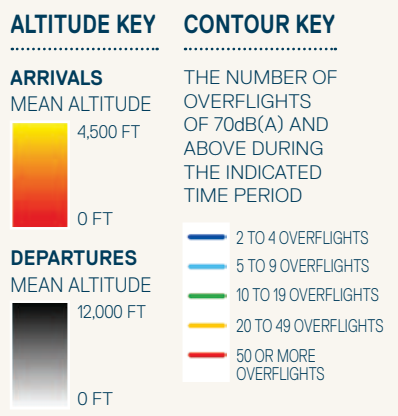 ALTITUDE KEY
ARRIVALS
MEAN ALTITUDE
4,500 FT
0 FT
DEPARTURES
MEAN ALTITUDE
12,000 FT
0 FT
CONTOUR KEY
THE NUMBER OF
OVERFLIGHTS
OF 70dB(A) AND
ABOVE DURING
THE INDICATED
TIME PERIOD
2 TO 4 OVERFLIGHTS
5 TO 9 OVERFLIGHTS
10 TO 19 OVERFLIGHTS
20 TO 49 OVERFLIGHTS
50 OR MORE
OVERFLIGHTS